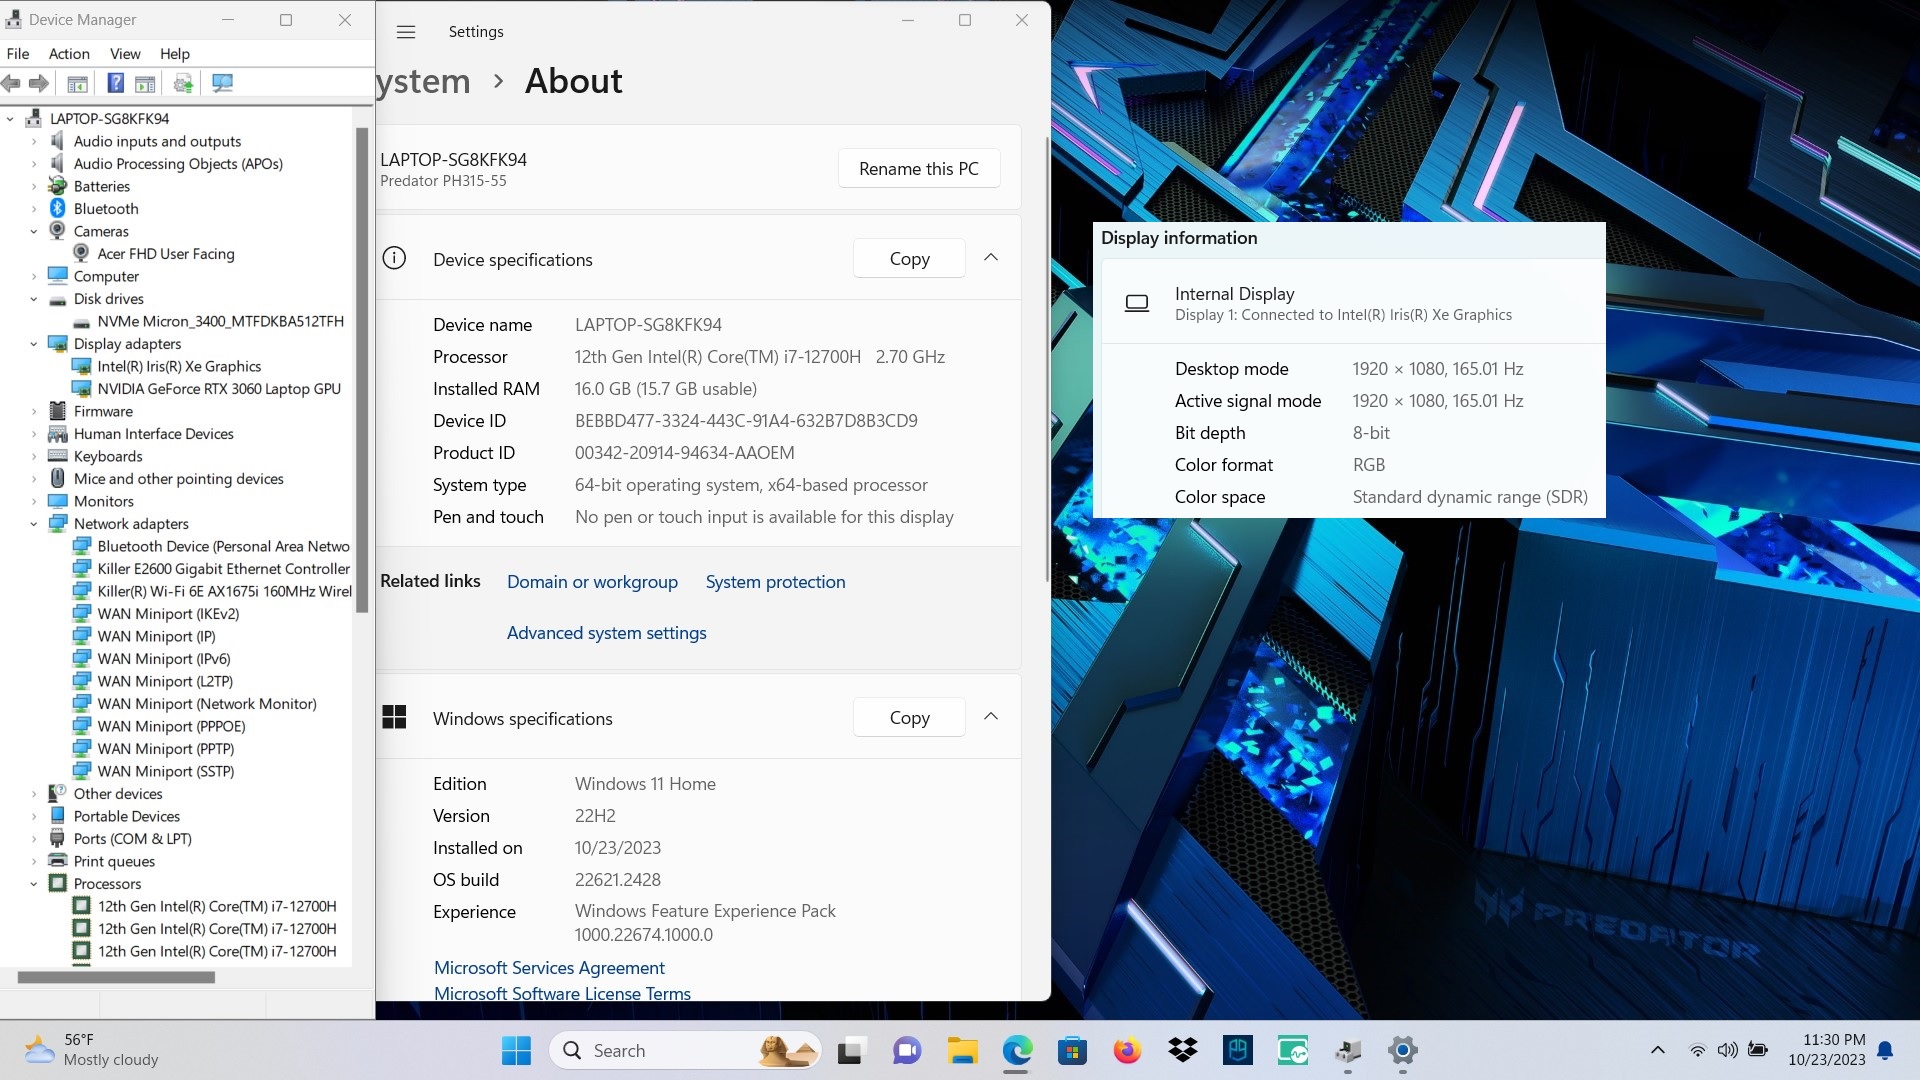 Device Manager
File Action View Help
LAPTOP-SG8KFK94
Audio inputs and outputs
Audio Processing Objects (APOs)
Batteries
Bluetooth
Cameras
Acer FHD User Facing
Computer
Disk drives
NVMe Micron_3400_MTFDKBA512TFH
Display adapters
Intel(R) Iris(R) Xe Graphics
NVIDIA GeForce RTX 3060 Laptop GPU
Firmware
Human Interface Devices
Keyboards
Mice and other pointing devices
Monitors
Network adapters
Bluetooth Device (Personal Area Netwo
Killer E2600 Gigabit Ethernet Controller
Killer(R) Wi-Fi 6E AX1675i 160MHz Wirel
WAN Miniport (IKEv2)
WAN Miniport (IP)
WAN Miniport (IPv6)
WAN Miniport (L2TP)
WAN Miniport (Network Monitor)
WAN Miniport (PPPOE)
WAN Miniport (PPTP)
WAN Miniport (SSTP)
Other devices
Portable Devices
Ports (COM & LPT)
Print queues
Processors
12th Gen Intel(R) Core(TM) i7-12700H
12th Gen Intel(R) Core(TM) i7-12700H
12th Gen Intel(R) Core(TM) i7-12700H
Settings
ystem > About
LAPTOP-SG8KFK94
Predator PH315-55
Rename this PC
Device specifications Copy
Device name LAPTOP-SG8KFK94
Processor 12th Gen Intel(R) Core(TM) i7-12700H 2.70 GHz
Installed RAM 16.0 GB (15.7 GB usable)
Device ID BEBBD477-3324-443C-91A4-632B7D8B3CD9
Product ID 00342-20914-94634-AAOEM
System type 64-bit operating system, x64-based processor
Pen and touch No pen or touch input is available for this display
Related links Domain or workgroup System protection
Advanced system settings
Windows specifications Copy
Edition Windows 11 Home
Version 22H2
Installed on 10/23/2023
OS build 22621.2428
Experience Windows Feature Experience Pack
1000.22674.1000.0
Microsoft Services Agreement
Microsoft Software License Terms
Display information
Internal Display
Display 1: Connected to Intel(R) Iris(R) Xe Graphics
Desktop mode 1920 × 1080, 165.01 Hz
Active signal mode 1920 × 1080, 165.01 Hz
Bit depth 8-bit
Color format RGB
Color space Standard dynamic range (SDR)
PREDATOR
56°F
Mostly cloudy
Search
11:30 PM
10/23/2023